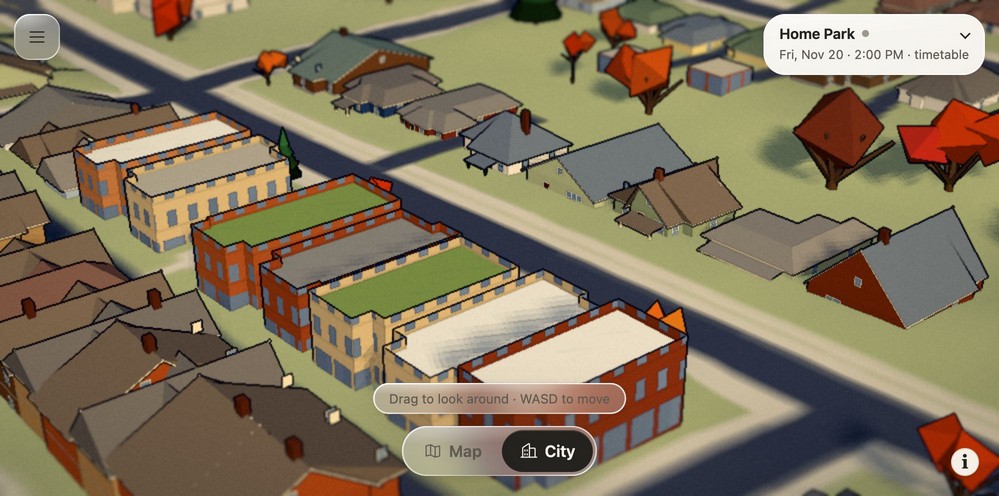 Home Park
Fri, Nov 20 · 2:00 PM · timetable
Drag to look around · WASD to move
Map
City
i